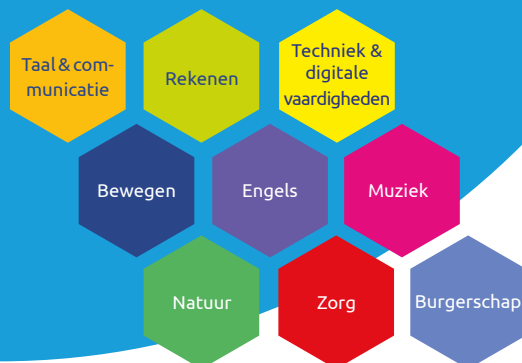 Taal & com-
municatie
Rekenen
Techniek &
digitale
vaardigheden
Bewegen
Engels
Muziek
Natuur
Zorg
Burgerschap